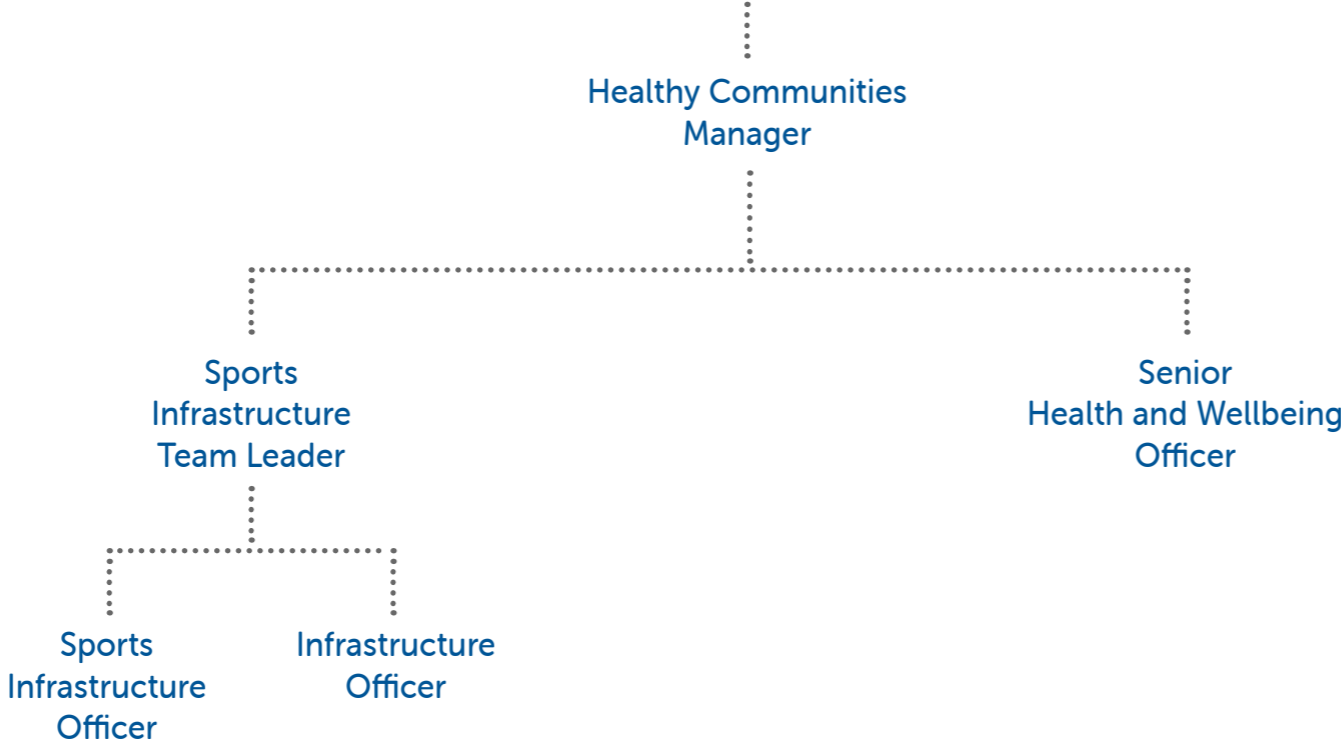 Healthy Communities
Manager
Sports
Infrastructure
Team Leader
Senior
Health and Wellbeing
Officer
Sports
Infrastructure
Officer
Infrastructure
Officer